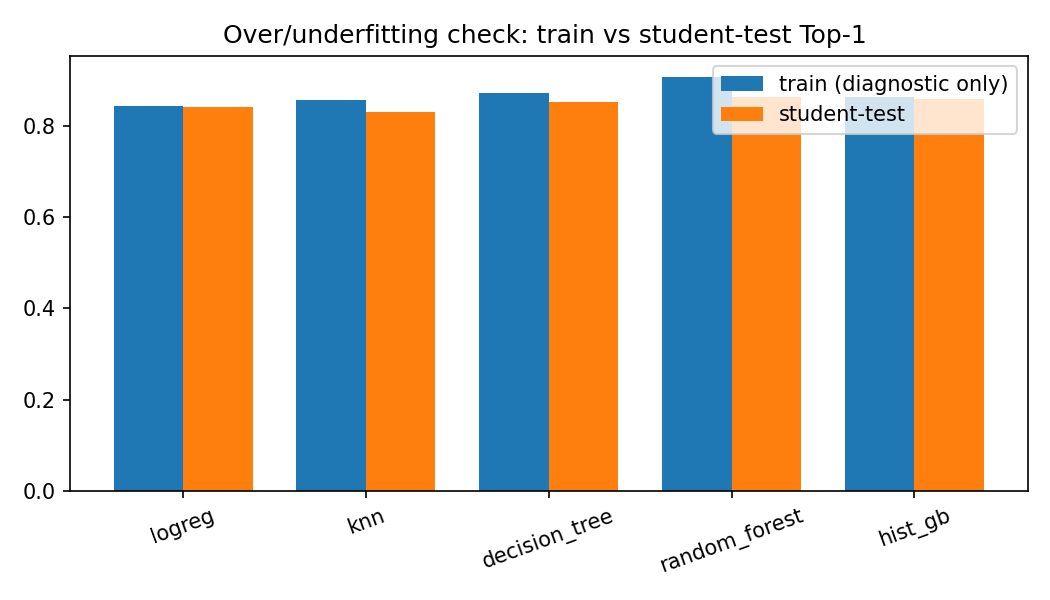 Over/underfitting check: train vs student-test Top-1
train (diagnostic only)
student-test
0.8
0.6
0.4
0.2
0.0
logreg
knn
decision_tree
random_forest
hist_gb